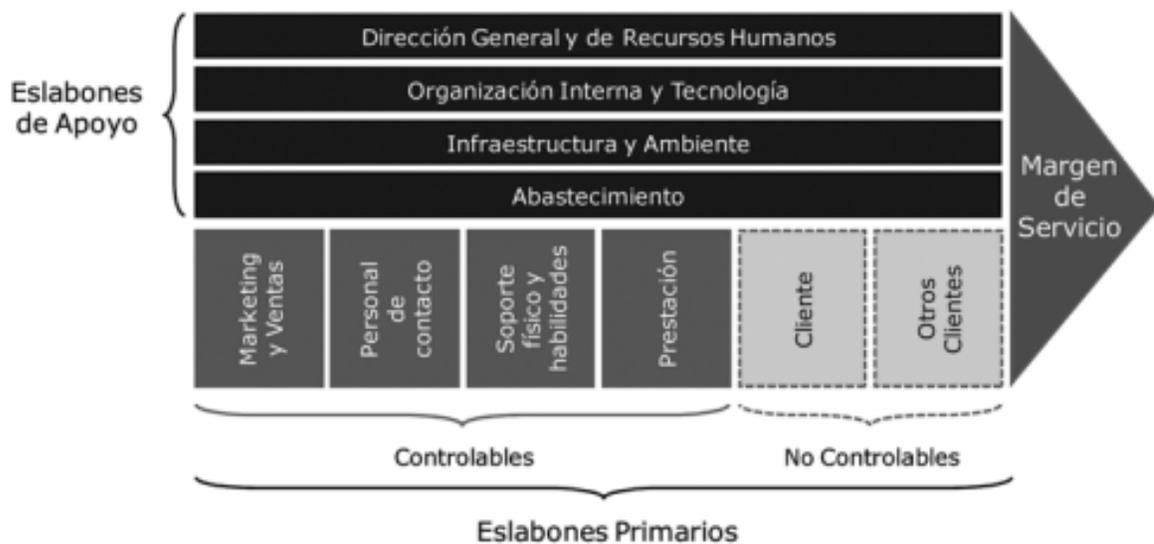 Eslabones
de Apoyo
Dirección General y de Recursos Humanos
Organización Interna y Tecnología
Infraestructura y Ambiente
Abastecimiento
Margen
de
Servicio
Marketing
y Ventas
Personal
de
contacto
Soporte
físico y
habilidades
Prestación
Cliente
Otros
Clientes
Controlables
No Controlables
Eslabones Primarios